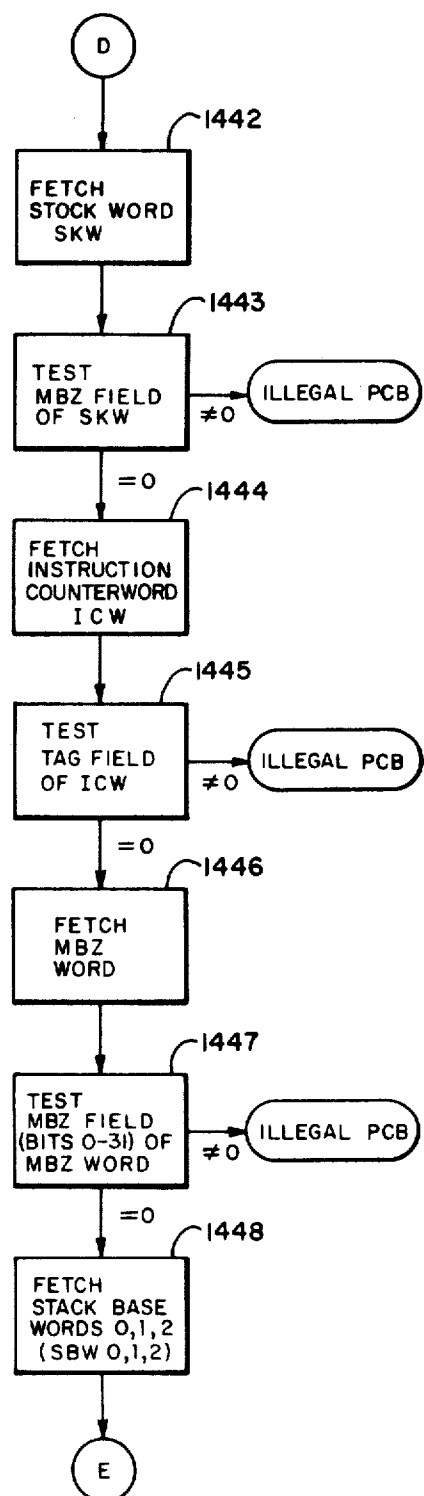 D
1442
FETCH
STOCK WORD
SKW
1443
TEST
MBZ FIELD
OF SKW
≠0
ILLEGAL PCB
=0
1444
FETCH
INSTRUCTION
COUNTERWORD
ICW
1445
TEST
TAG FIELD
OF ICW
≠0
ILLEGAL PCB
=0
1446
FETCH
MBZ
WORD
1447
TEST
MBZ FIELD
(BITS 0-31) OF
MBZ WORD
≠0
ILLEGAL PCB
=0
1448
FETCH
STACK BASE
WORDS 0,1,2
(SBW 0,1,2)
E